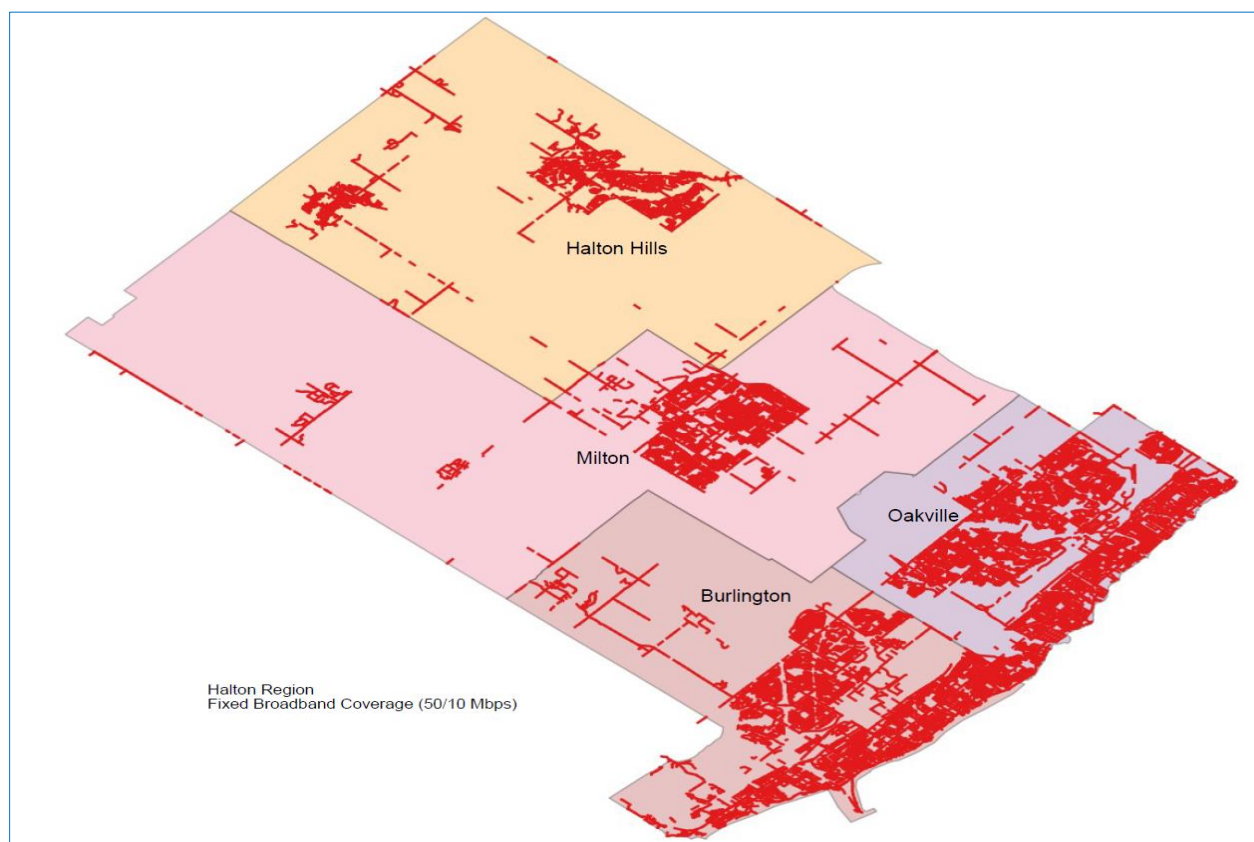 Halton Hills
Milton
Oakville
Burlington
Halton Region
Fixed Broadband Coverage (50/10 Mbps)